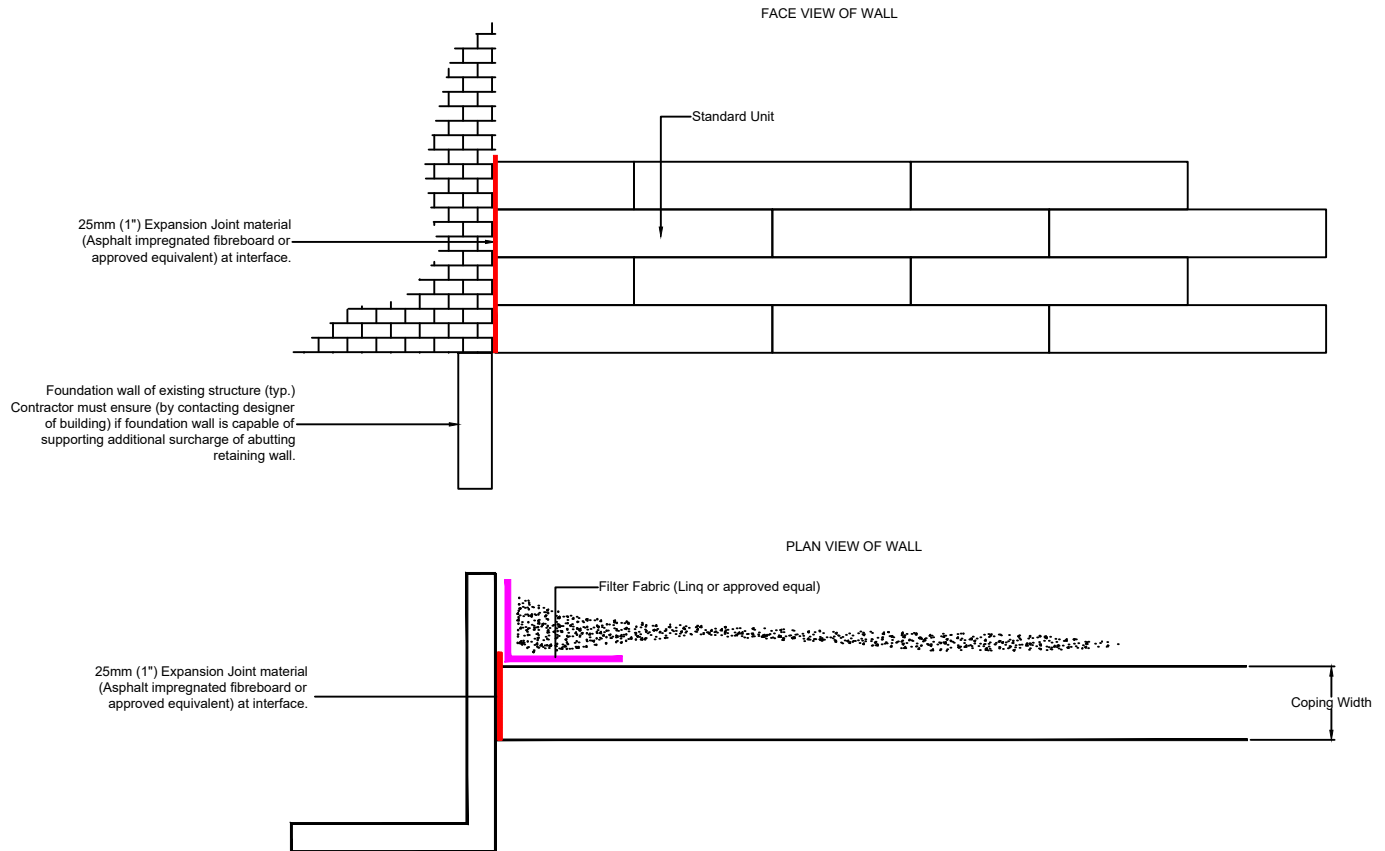 FACE VIEW OF WALL
Standard Unit
25mm (1") Expansion Joint material
(Asphalt impregnated fibreboard or
approved equivalent) at interface.
Foundation wall of existing structure (typ.)
Contractor must ensure (by contacting designer
of building) if foundation wall is capable of
supporting additional surcharge of abutting
retaining wall.
PLAN VIEW OF WALL
Filter Fabric (Linq or approved equal)
25mm (1") Expansion Joint material
(Asphalt impregnated fibreboard or
approved equivalent) at interface.
Coping Width